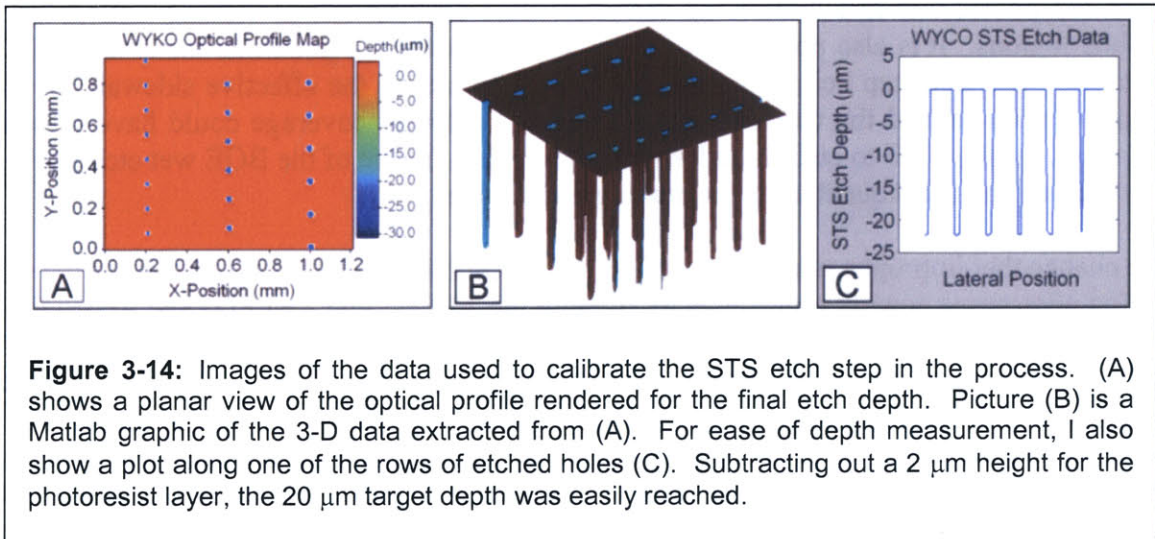 WYKO Optical Profile Map
Depth(μm)
0.0
-5.0
-10.0
-15.0
-20.0
-25.0
-30.0
Y-Position (mm)
0.8
0.6
0.4
0.2
0.0
0.0 0.2 0.4 0.6 0.8 1.0 1.2
X-Position (mm)
A
B
WYCO STS Etch Data
STS Etch Depth (μm)
5
0
-5
-10
-15
-20
-25
Lateral Position
C
Figure 3-14: Images of the data used to calibrate the STS etch step in the process. (A)
shows a planar view of the optical profile rendered for the final etch depth. Picture (B) is a
Matlab graphic of the 3-D data extracted from (A). For ease of depth measurement, I also
show a plot along one of the rows of etched holes (C). Subtracting out a 2 μm height for the
photoresist layer, the 20 μm target depth was easily reached.